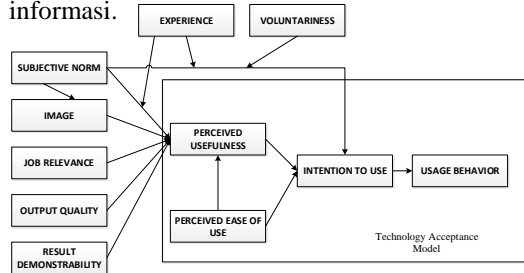 informasi.
EXPERIENCE
VOLUNTARINESS
SUBJECTIVE NORM
IMAGE
JOB RELEVANCE
OUTPUT QUALITY
RESULT
DEMONSTRABILITY
PERCEIVED
USEFULNESS
PERCEIVED EASE OF
USE
INTENTION TO USE
USAGE BEHAVIOR
Technology Acceptance
Model